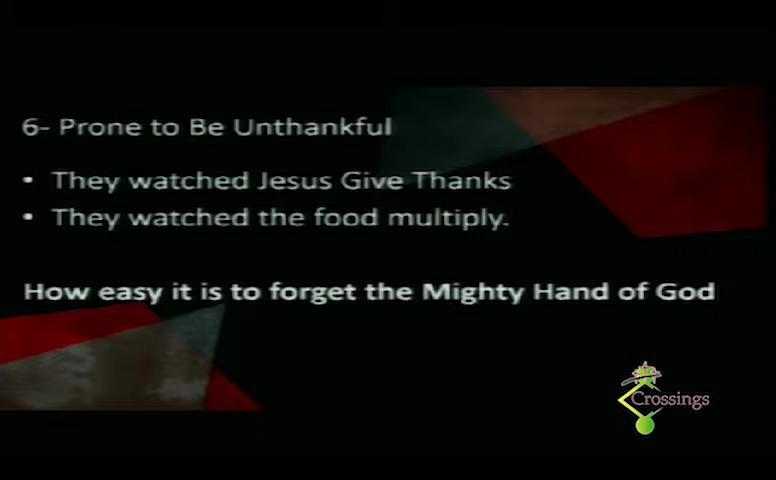 6- Prone to Be Unthankful
• They watched Jesus Give Thanks
• They watched the food multiply.
How easy it is to forget the Mighty Hand of God
Crossings